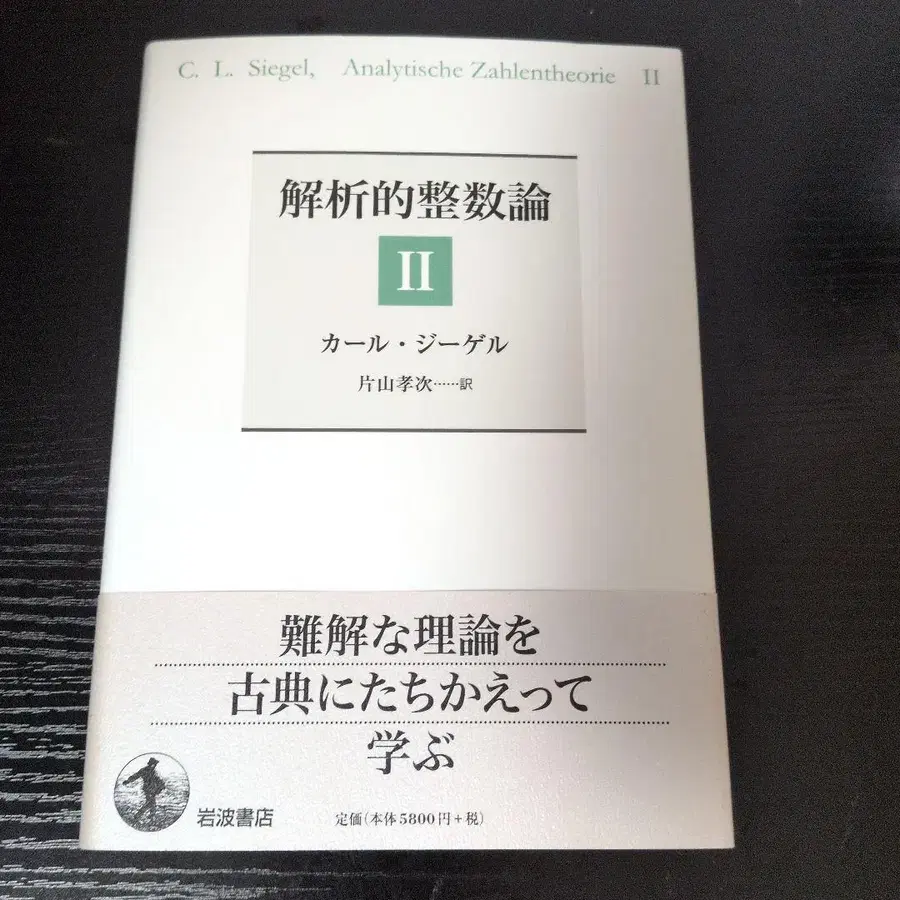 C. L. Siegel, Analytische Zahlentheorie II
解析的整数論
II
カール・ジーゲル
片山孝次……訳
難解な理論を
古典にたちかえって
学ぶ
岩波書店
定価(本体5800円+税)